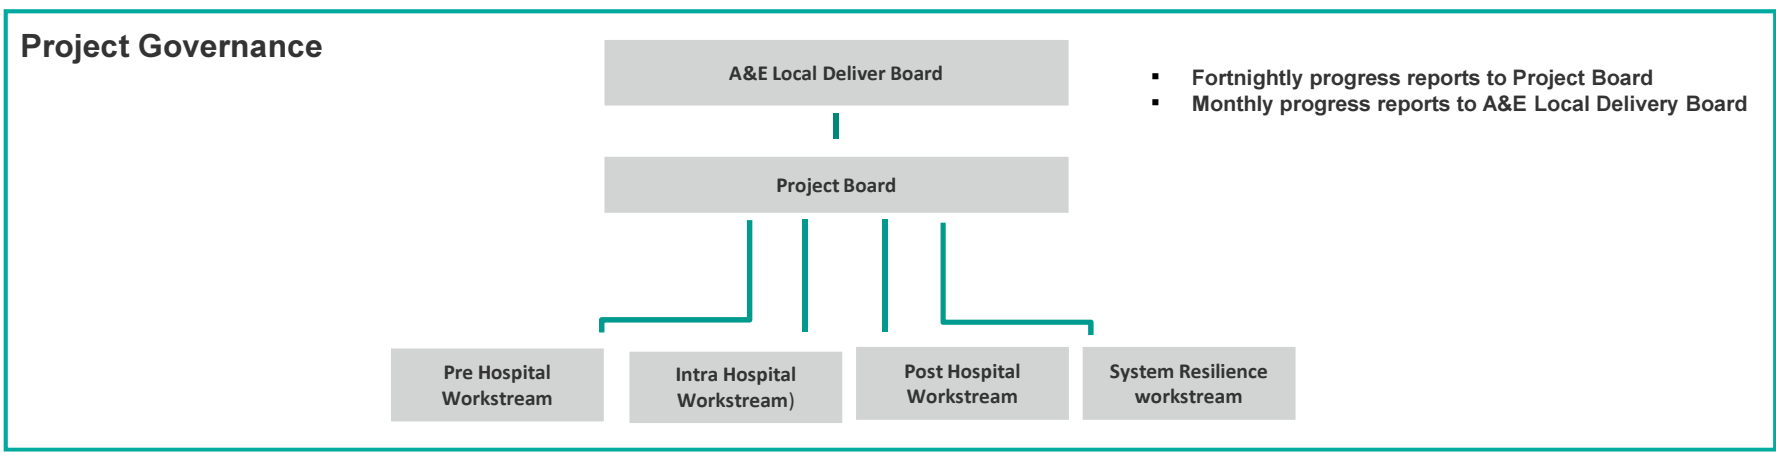 Project Governance
A&E Local Deliver Board
▪ Fortnightly progress reports to Project Board
▪ Monthly progress reports to A&E Local Delivery Board
Project Board
Pre Hospital
Workstream
Intra Hospital
Workstream)
Post Hospital
Workstream
System Resilience
workstream